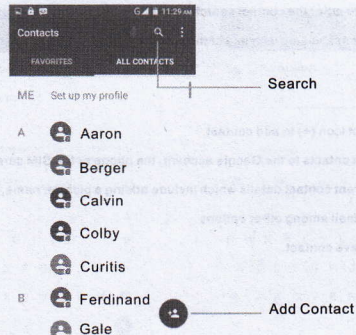 G 11:29 AM
Contacts
FAVORITES ALL CONTACTS
Search
ME Set up my profile
A Aaron
Berger
Calvin
Colby
Curitis
B Ferdinand
Add Contact
Gale